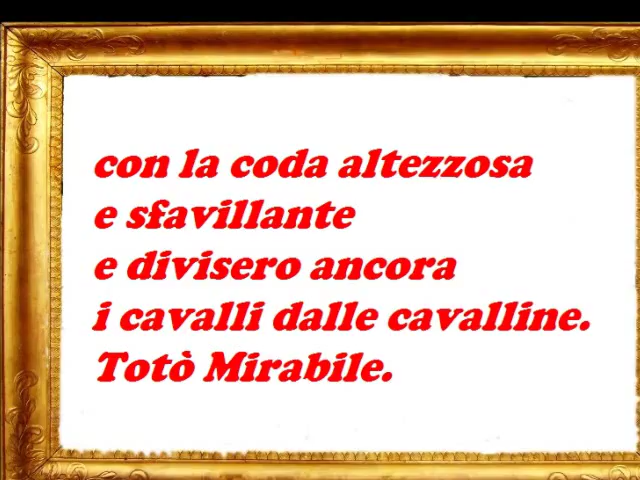 con la coda altezzosa
e sfavillante
e divisero ancora
i cavalli dalle cavalline.
Totò Mirabile.